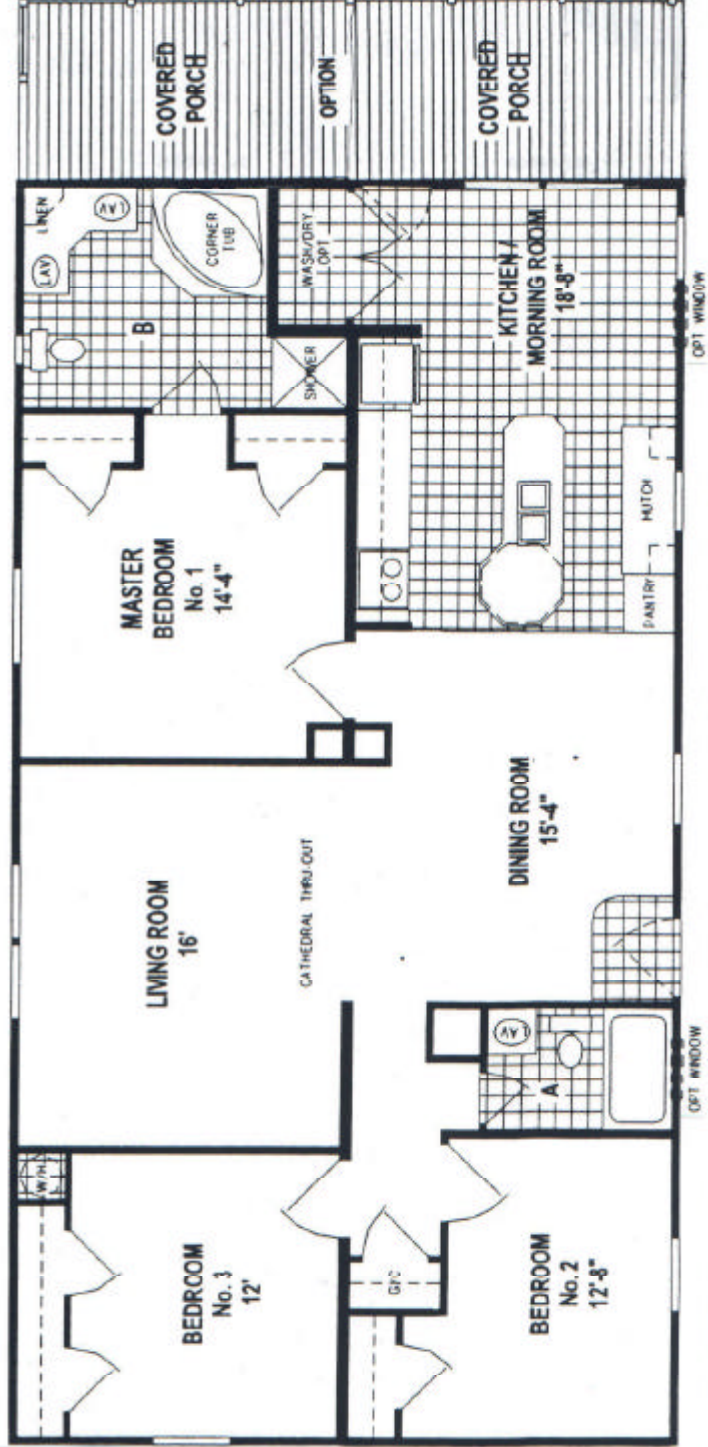 COVERED
PORCH
OPTION
COVERED
PORCH
LINEN
LAV
LAV
CORNER
TUB
B
SHOWER
WASH/DRY
OPT
KITCHEN /
MORNING ROOM
18'-8"
OPT WINDOW
HUTCH
PANTRY
MASTER
BEDROOM
No. 1
14'-4"
LIVING ROOM
16'
CATHEDRAL THRU-OUT
DINING ROOM
15'-4"
LAV
A
OPT WINDOW
W/H
BEDROOM
No. 3
12'
BEDROOM
No. 2
12'-8"